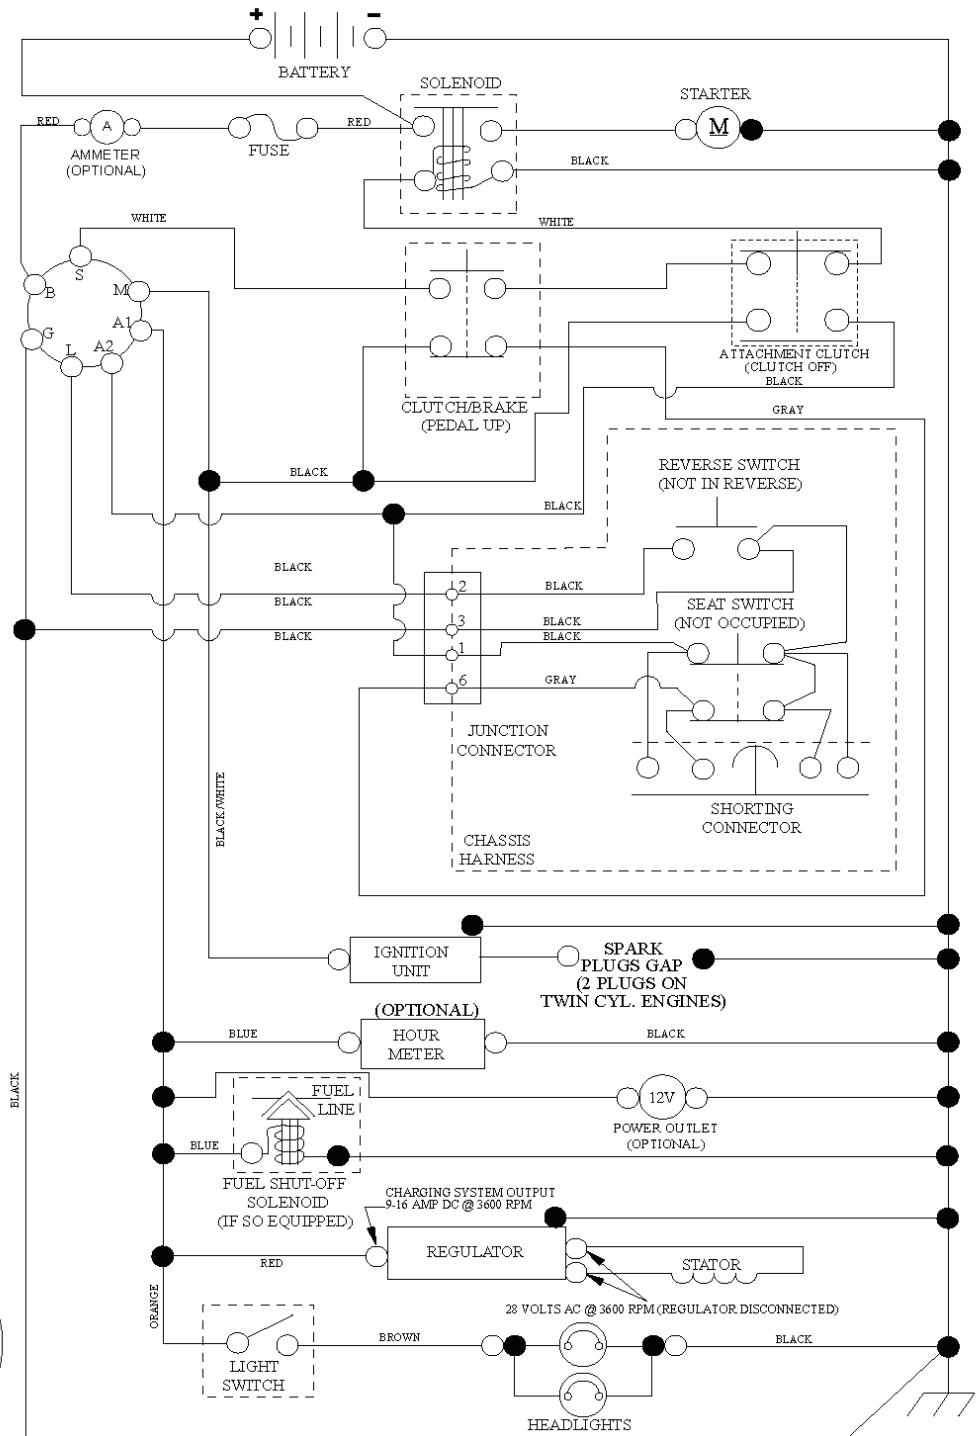 + -
BATTERY
SOLENOID
STARTER
RED
A
RED
M
AMMETER
(OPTIONAL)
FUSE
BLACK
WHITE
WHITE
S
B
M
A1
G
L
A2
ATTACHMENT CLUTCH
(CLUTCH OFF)
BLACK
CLUTCH/BRAKE
(PEDAL UP)
GRAY
REVERSE SWITCH
(NOT IN REVERSE)
BLACK
BLACK
BLACK
2
BLACK
BLACK
SEAT SWITCH
(NOT OCCUPIED)
3
BLACK
BLACK
BLACK
1
6
GRAY
JUNCTION
CONNECTOR
BLACK/WHITE
SHORTING
CONNECTOR
CHASSIS
HARNESS
IGNITION
UNIT
SPARK
PLUGS GAP
(2 PLUGS ON
TWIN CYL. ENGINES)
(OPTIONAL)
BLUE
HOUR
METER
BLACK
BLACK
FUEL
LINE
12V
POWER OUTLET
(OPTIONAL)
BLUE
FUEL SHUT-OFF
SOLENOID
(IF SO EQUIPPED)
CHARGING SYSTEM OUTPUT
9-16 AMP DC @ 3600 RPM
REGULATOR
RED
STATOR
ORANGE
28 VOLTS AC @ 3600 RPM (REGULATOR DISCONNECTED)
BROWN
BLACK
LIGHT
SWITCH
HEADLIGHTS